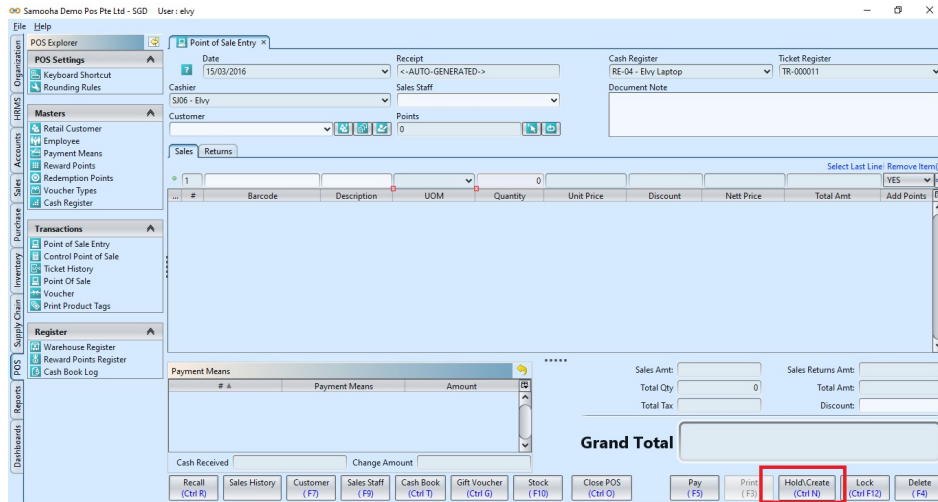 Samooha Demo Pos Pte Ltd - SGD User : elvy
File Help
Organization
HRMS
Accounts
Sales
Purchase
Inventory
Supply Chain
POS
Reports
Dashboards
POS Explorer
POS Settings
Keyboard Shortcut
Rounding Rules
Masters
Retail Customer
Employee
Payment Means
Reward Points
Redemption Points
Voucher Types
Cash Register
Transactions
Point of Sale Entry
Control Point of Sale
Ticket History
Point Of Sale
Voucher
Print Product Tags
Register
Warehouse Register
Reward Points Register
Cash Book Log
Point of Sale Entry ×
Date Receipt Cash Register Ticket Register
? 15/03/2016 <-AUTO-GENERATED-> RE-04 - Elvy Laptop TR-000011
Cashier Sales Staff Document Note
SJ06 - Elvy
Customer Points
0
Sales Returns
Select Last Line Remove Item(
1 0 YES
... # Barcode Description UOM Quantity Unit Price Discount Nett Price Total Amt Add Points
Payment Means
# Payment Means Amount
Cash Received Change Amount
Sales Amt: Sales Returns Amt:
Total Qty 0 Total Amt:
Total Tax Discount:
Grand Total
Recall Sales History Customer Sales Staff Cash Book Gift Voucher Stock Close POS Pay Print Hold\Create Lock Delete
(Ctrl R) ( F7) ( F9) (Ctrl T) (Ctrl G) ( F10) (Ctrl O) ( F5) ( F3) (Ctrl N) (Ctrl F12) ( F4)